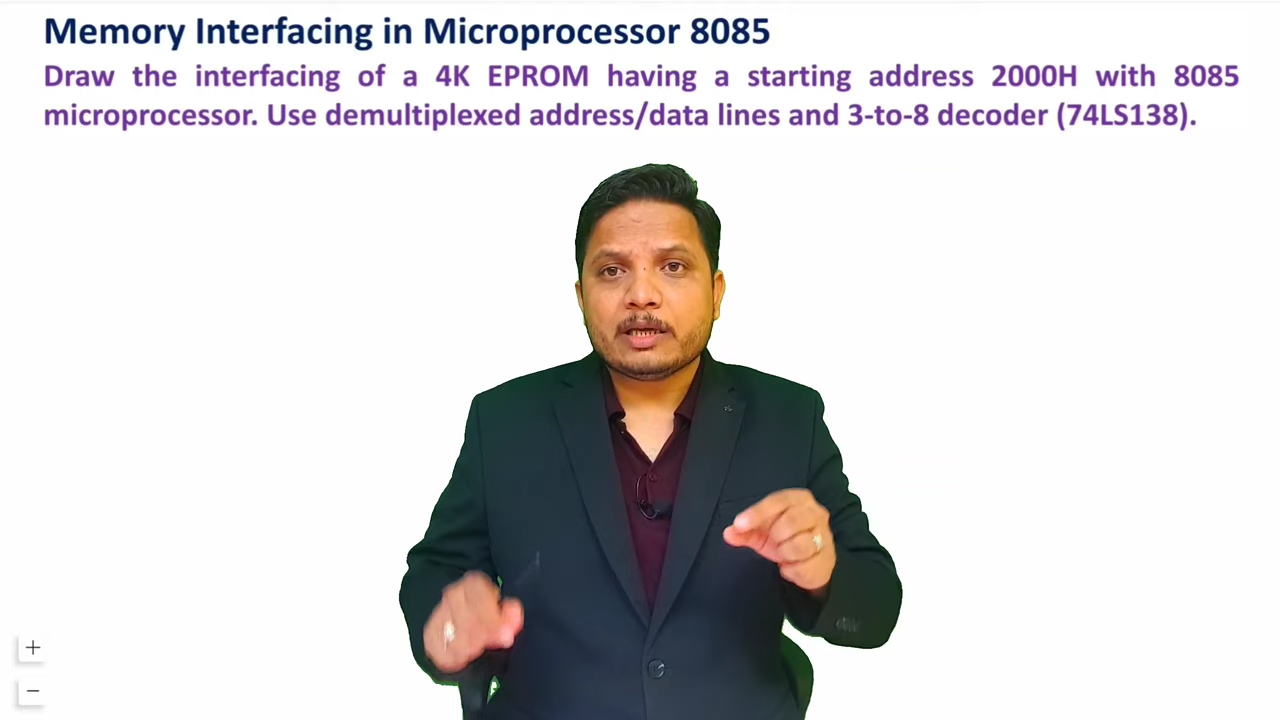 Memory Interfacing in Microprocessor 8085
Draw the interfacing of a 4K EPROM having a starting address 2000H with 8085
microprocessor. Use demultiplexed address/data lines and 3-to-8 decoder (74LS138).
+
−